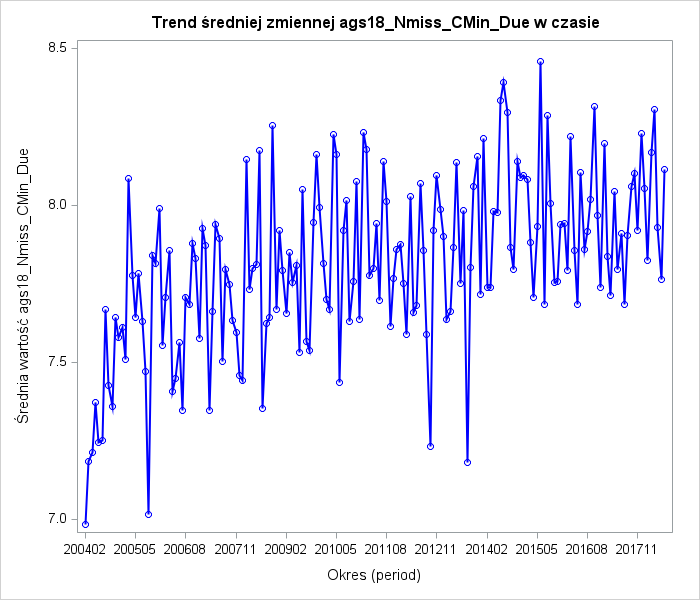 Trend średniej zmiennej ags18_Nmiss_CMin_Due w czasie
Średnia wartość ags18_Nmiss_CMin_Due
8.5
8.0
7.5
7.0
200402 200505 200608 200711 200902 201005 201108 201211 201402 201505 201608 201711
Okres (period)